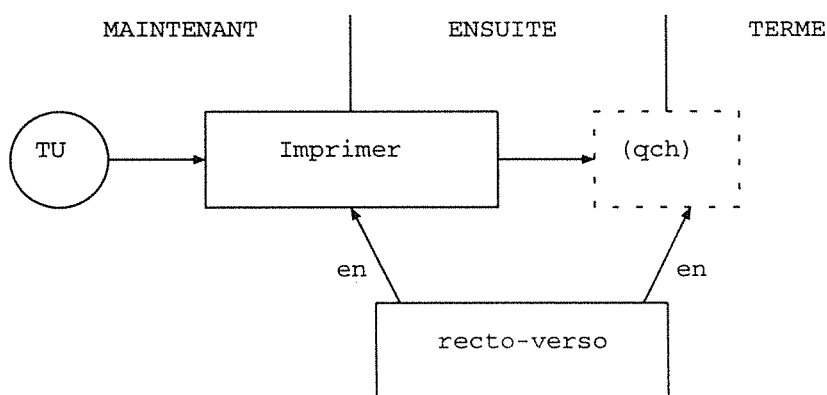 MAINTENANT ENSUITE TERME
TU Imprimer (qch)
en en
recto-verso